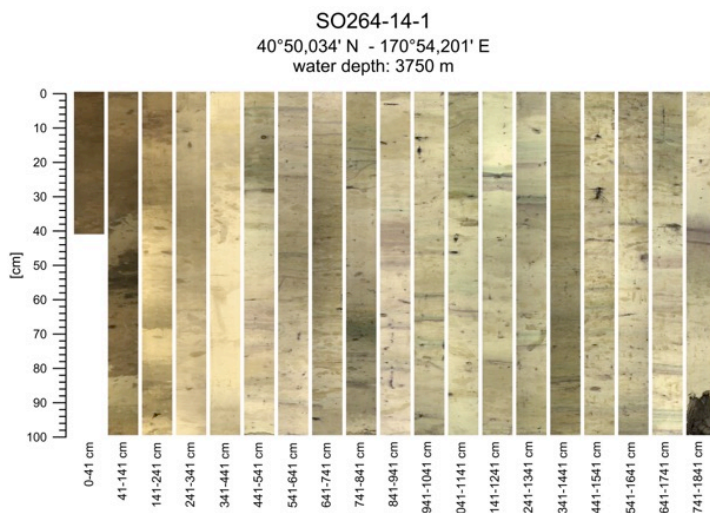 SO264-14-1
40°50,034' N - 170°54,201' E
water depth: 3750 m
0
10
20
30
40
50
60
70
80
90
100
[cm]
0-41 cm
41-141 cm
141-241 cm
241-341 cm
341-441 cm
441-541 cm
541-641 cm
641-741 cm
741-841 cm
841-941 cm
941-1041 cm
041-1141 cm
141-1241 cm
241-1341 cm
341-1441 cm
441-1541 cm
541-1641 cm
641-1741 cm
741-1841 cm